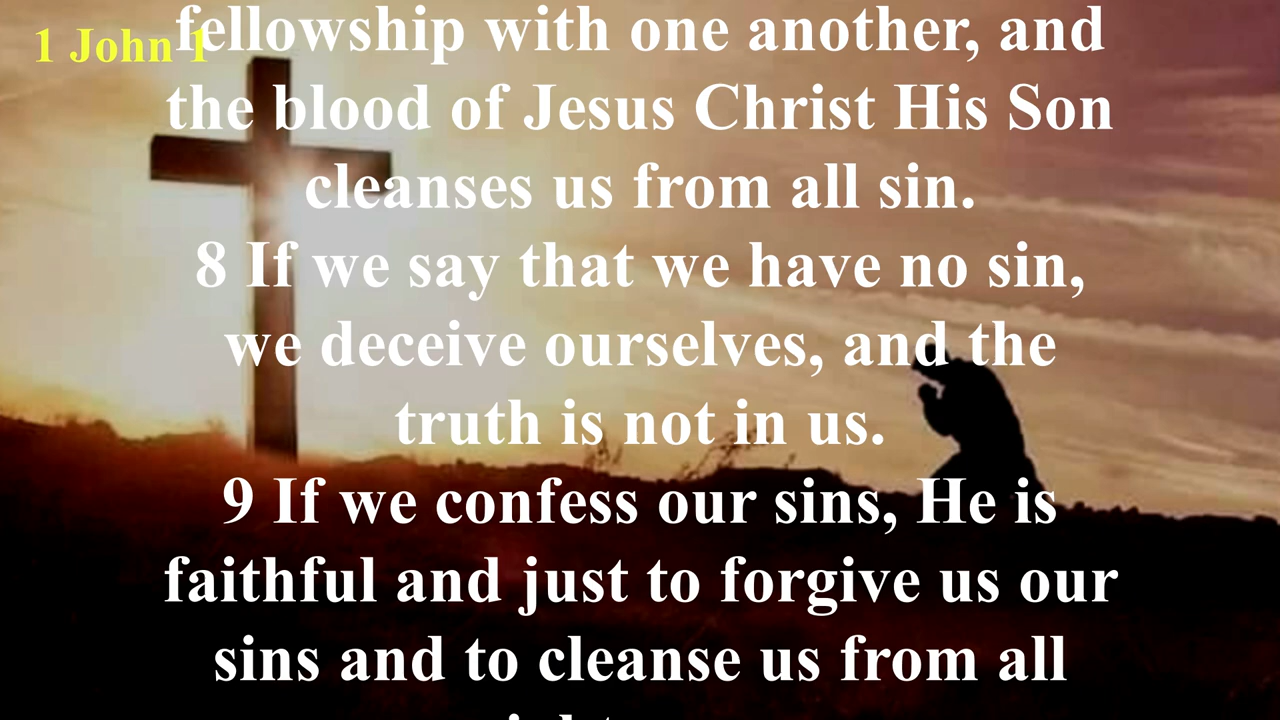 1 John 1
fellowship with one another, and
the blood of Jesus Christ His Son
cleanses us from all sin.
8 If we say that we have no sin,
we deceive ourselves, and the
truth is not in us.
9 If we confess our sins, He is
faithful and just to forgive us our
sins and to cleanse us from all